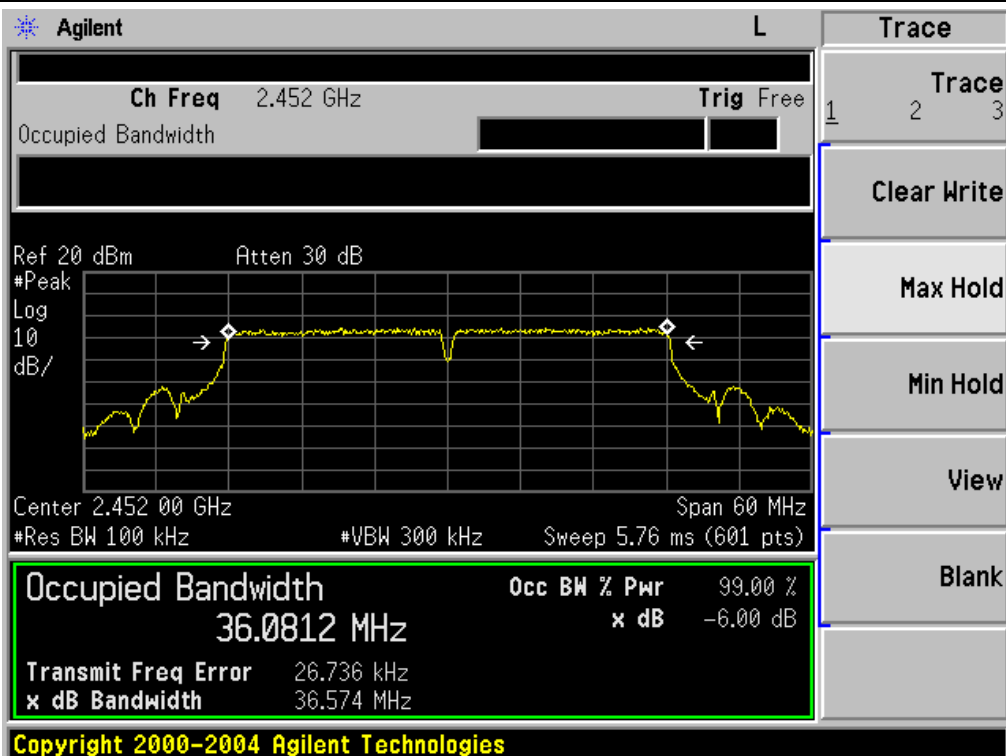 Agilent L Trace
Ch Freq 2.452 GHz Trig Free
Occupied Bandwidth
Trace
1 2 3
Clear Write
Max Hold
Min Hold
View
Blank
Ref 20 dBm Atten 30 dB
#Peak
Log
10
dB/
Center 2.452 00 GHz Span 60 MHz
#Res BW 100 kHz #VBW 300 kHz Sweep 5.76 ms (601 pts)
Occupied Bandwidth
36.0812 MHz
Occ BW % Pwr 99.00 %
x dB -6.00 dB
Transmit Freq Error 26.736 kHz
x dB Bandwidth 36.574 MHz
Copyright 2000-2004 Agilent Technologies